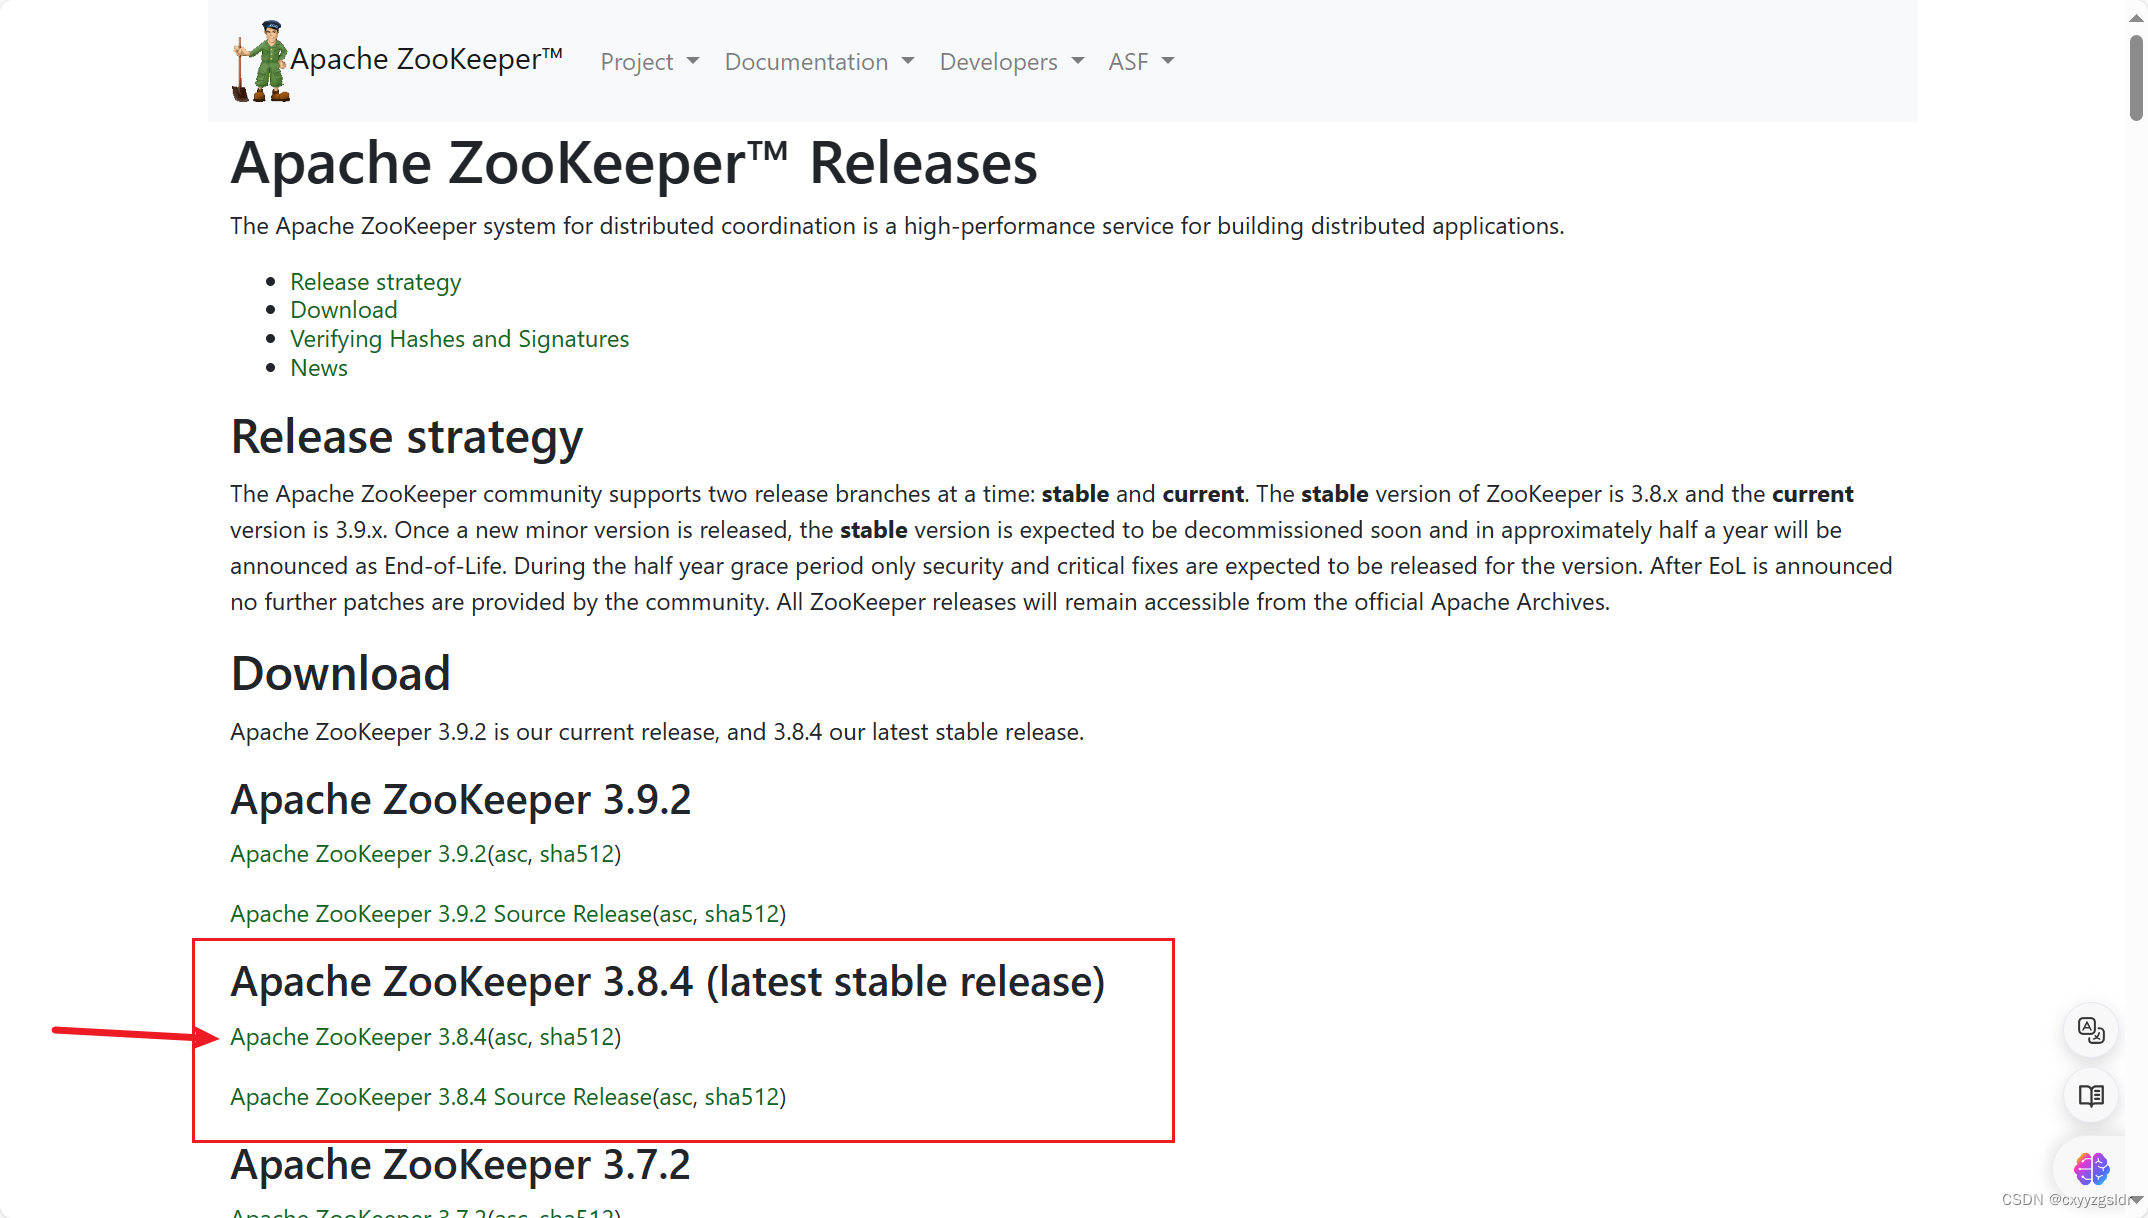 Apache ZooKeeper™ Project Documentation Developers ASF
Apache ZooKeeper™ Releases
The Apache ZooKeeper system for distributed coordination is a high-performance service for building distributed applications.
Release strategy
Download
Verifying Hashes and Signatures
News
Release strategy
The Apache ZooKeeper community supports two release branches at a time: stable and current. The stable version of ZooKeeper is 3.8.x and the current
version is 3.9.x. Once a new minor version is released, the stable version is expected to be decommissioned soon and in approximately half a year will be
announced as End-of-Life. During the half year grace period only security and critical fixes are expected to be released for the version. After EoL is announced
no further patches are provided by the community. All ZooKeeper releases will remain accessible from the official Apache Archives.
Download
Apache ZooKeeper 3.9.2 is our current release, and 3.8.4 our latest stable release.
Apache ZooKeeper 3.9.2
Apache ZooKeeper 3.9.2(asc, sha512)
Apache ZooKeeper 3.9.2 Source Release(asc, sha512)
Apache ZooKeeper 3.8.4 (latest stable release)
Apache ZooKeeper 3.8.4(asc, sha512)
Apache ZooKeeper 3.8.4 Source Release(asc, sha512)
Apache ZooKeeper 3.7.2
Apache ZooKeeper 3.7.2(asc, sha512)
CSDN @cxyyzgsldr